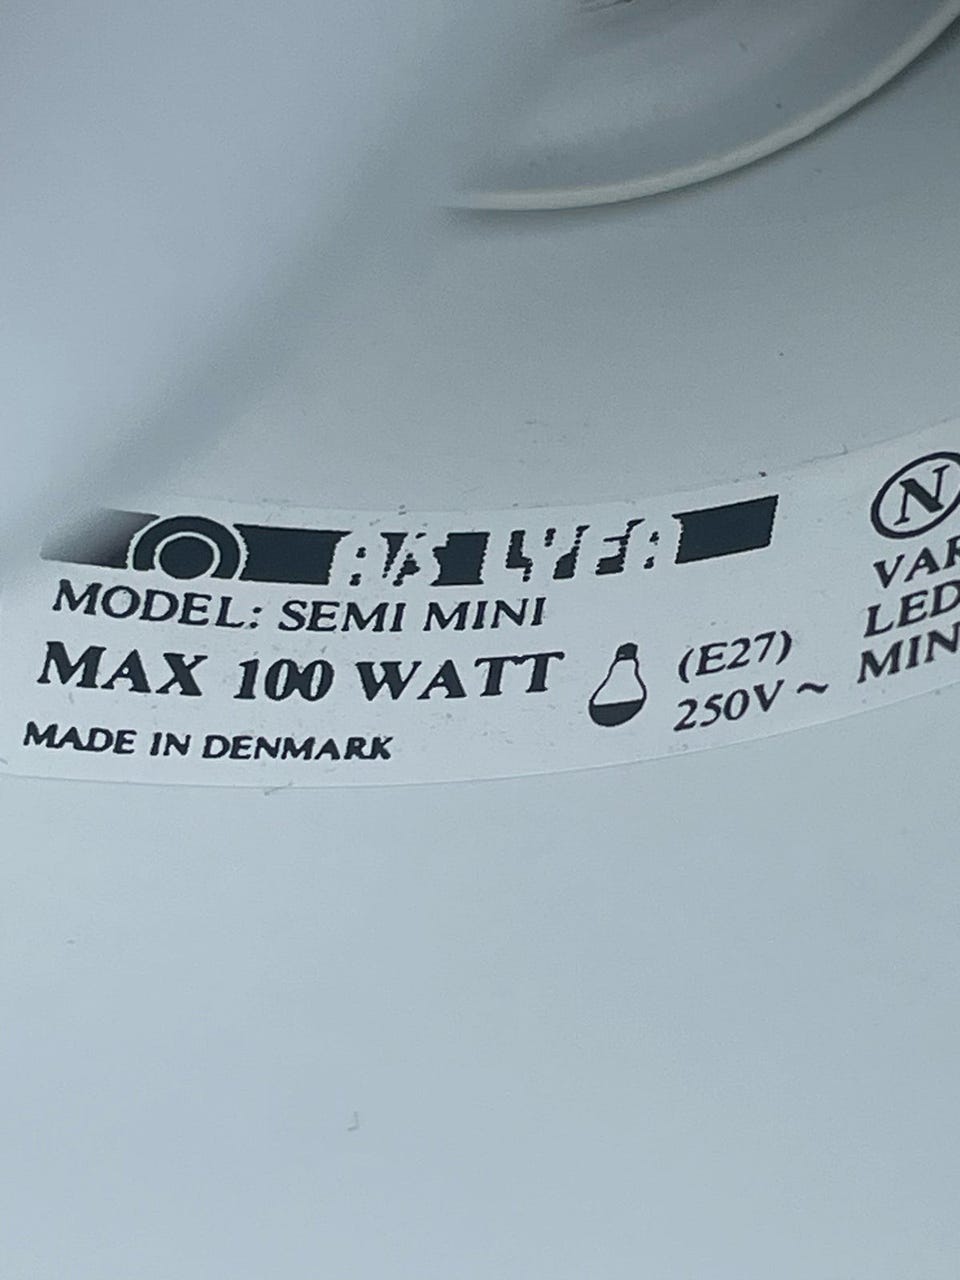 MODEL: SEMI MINI
MAX 100 WATT
MADE IN DENMARK
(E27)
250V ~
N
VAR
LED
MIN